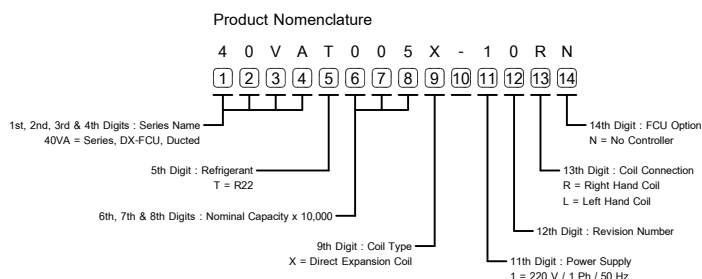 Product Nomenclature
4 0 V A T 0 0 5 X - 1 0 R N
1 2 3 4 5 6 7 8 9 10 11 12 13 14
1st, 2nd, 3rd & 4th Digits : Series Name
40VA = Series, DX-FCU, Ducted
14th Digit : FCU Option
N = No Controller
5th Digit : Refrigerant
T = R22
13th Digit : Coil Connection
R = Right Hand Coil
L = Left Hand Coil
6th, 7th & 8th Digits : Nominal Capacity x 10,000
12th Digit : Revision Number
9th Digit : Coil Type
X = Direct Expansion Coil
11th Digit : Power Supply
1 = 220 V / 1 Ph / 50 Hz